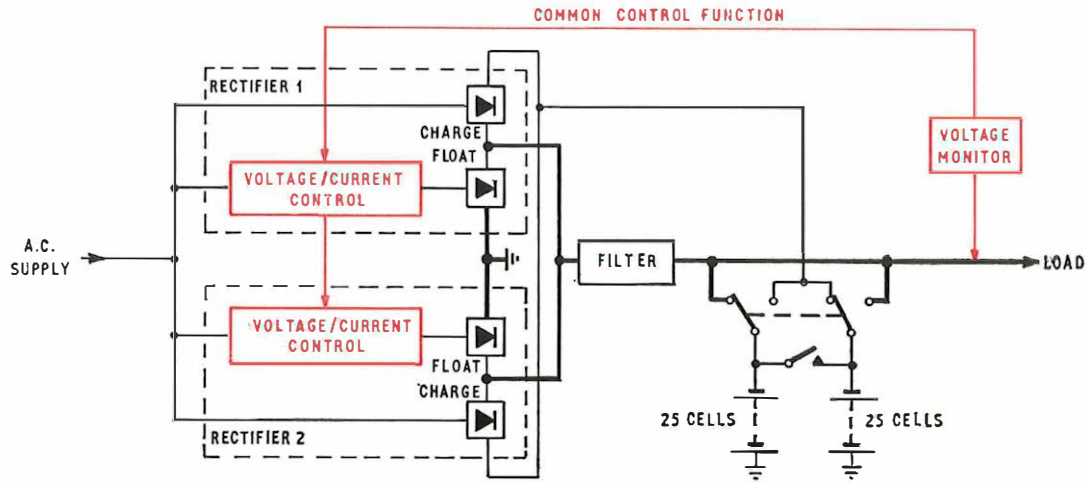 COMMON CONTROL FUNCTION
RECTIFIER 1
CHARGE
FLOAT
VOLTAGE/CURRENT
CONTROL
VOLTAGE
MONITOR
A.C.
SUPPLY
FILTER
LOAD
VOLTAGE/CURRENT
CONTROL
FLOAT
CHARGE
RECTIFIER 2
25 CELLS
25 CELLS